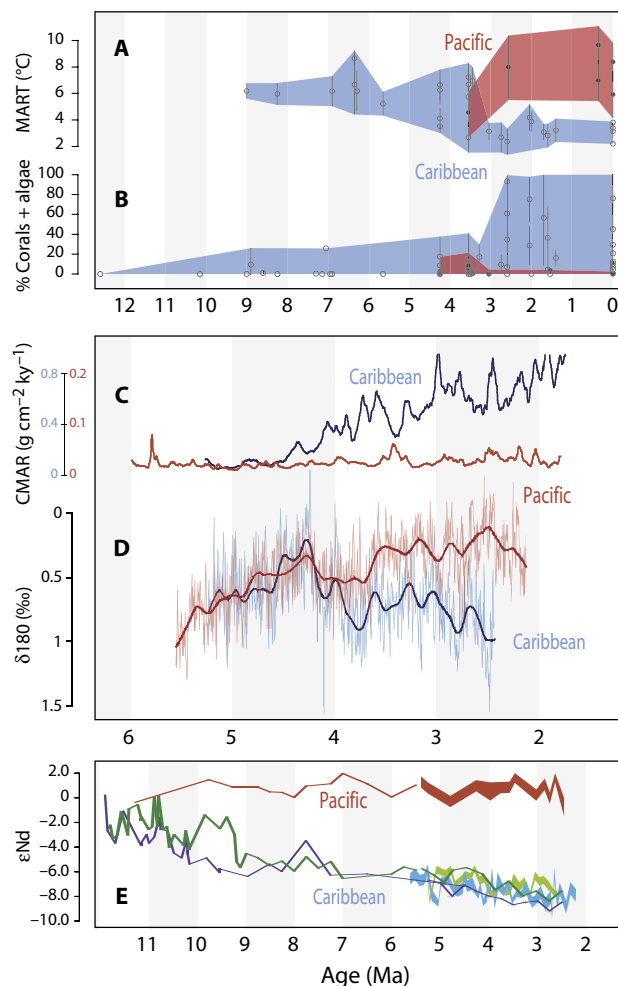 A
Pacific
MART (°C)
10
8
6
4
2
B
Caribbean
% Corals + algae
100
80
60
40
20
0
12 11 10 9 8 7 6 5 4 3 2 1 0
C
Caribbean
CMAR (g cm⁻² ky⁻¹)
0.8 0.2
0.4 0.1
0 0
Pacific
D
δ180 (‰)
0
0.5
1
1.5
Caribbean
6 5 4 3 2
εNd
2.0
0
−2.0
−4.0
−6.0
−8.0
−10.0
Pacific
E
Caribbean
11 10 9 8 7 6 5 4 3 2
Age (Ma)